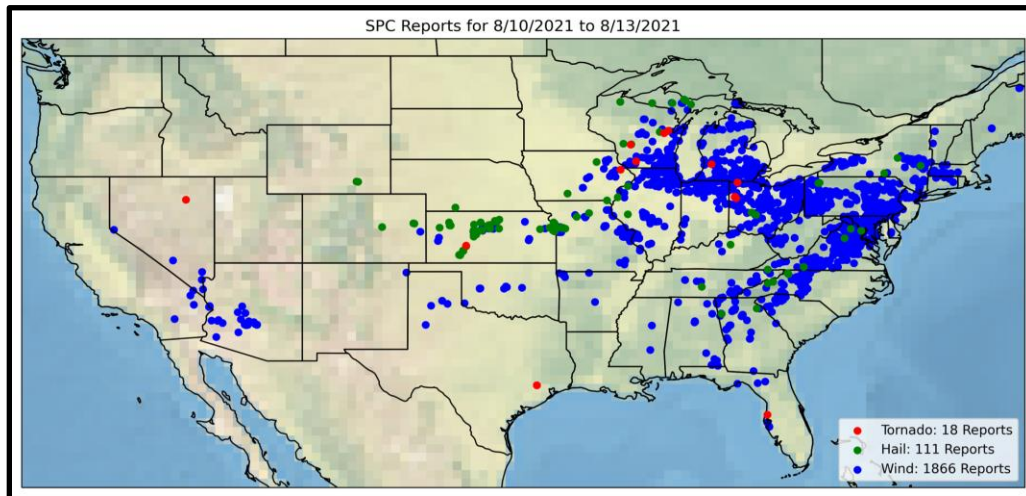 SPC Reports for 8/10/2021 to 8/13/2021
Tornado: 18 Reports
Hail: 111 Reports
Wind: 1866 Reports